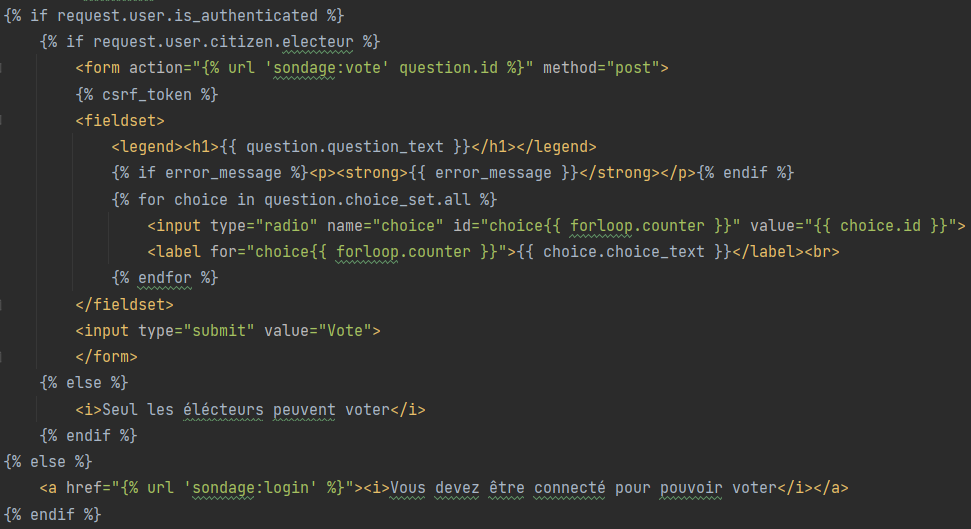 {% if request.user.is_authenticated %}
{% if request.user.citizen.electeur %}
<form action="{% url 'sondage:vote' question.id %}" method="post">
{% csrf_token %}
<fieldset>
<legend><h1>{{ question.question_text }}</h1></legend>
{% if error_message %}<p><strong>{{ error_message }}</strong></p>{% endif %}
{% for choice in question.choice_set.all %}
<input type="radio" name="choice" id="choice{{ forloop.counter }}" value="{{ choice.id }}">
<label for="choice{{ forloop.counter }}">{{ choice.choice_text }}</label><br>
{% endfor %}
</fieldset>
<input type="submit" value="Vote">
</form>
{% else %}
<i>Seul les élécteurs peuvent voter</i>
{% endif %}
{% else %}
<a href="{% url 'sondage:login' %}"><i>Vous devez être connecté pour pouvoir voter</i></a>
{% endif %}